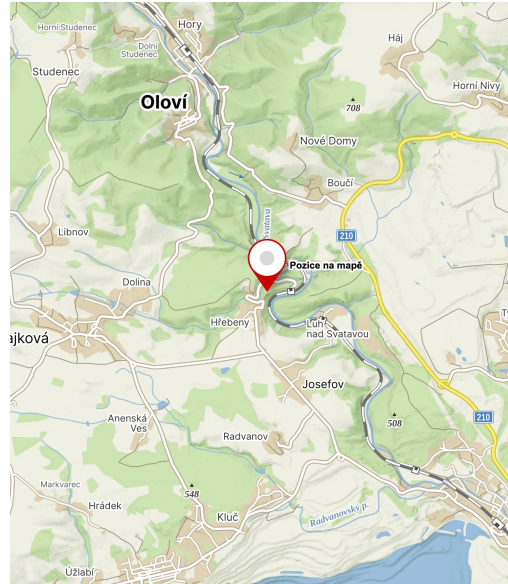 Hory
Horní Studenec
Háj
Dolní
Studenec
Studenec
Horní Nivy
Oloví
708
Nové Domy
Boučí
Svatava
Libnov
210
Pozice na mapě
Dolina
Hřebeny
Luh
nad Svatavou
ajková
Josefov
Anenská
Ves
210
508
Radvanov
Markvarec
548
Hrádek
Kluč
Radvanovský p.
Úžlabí